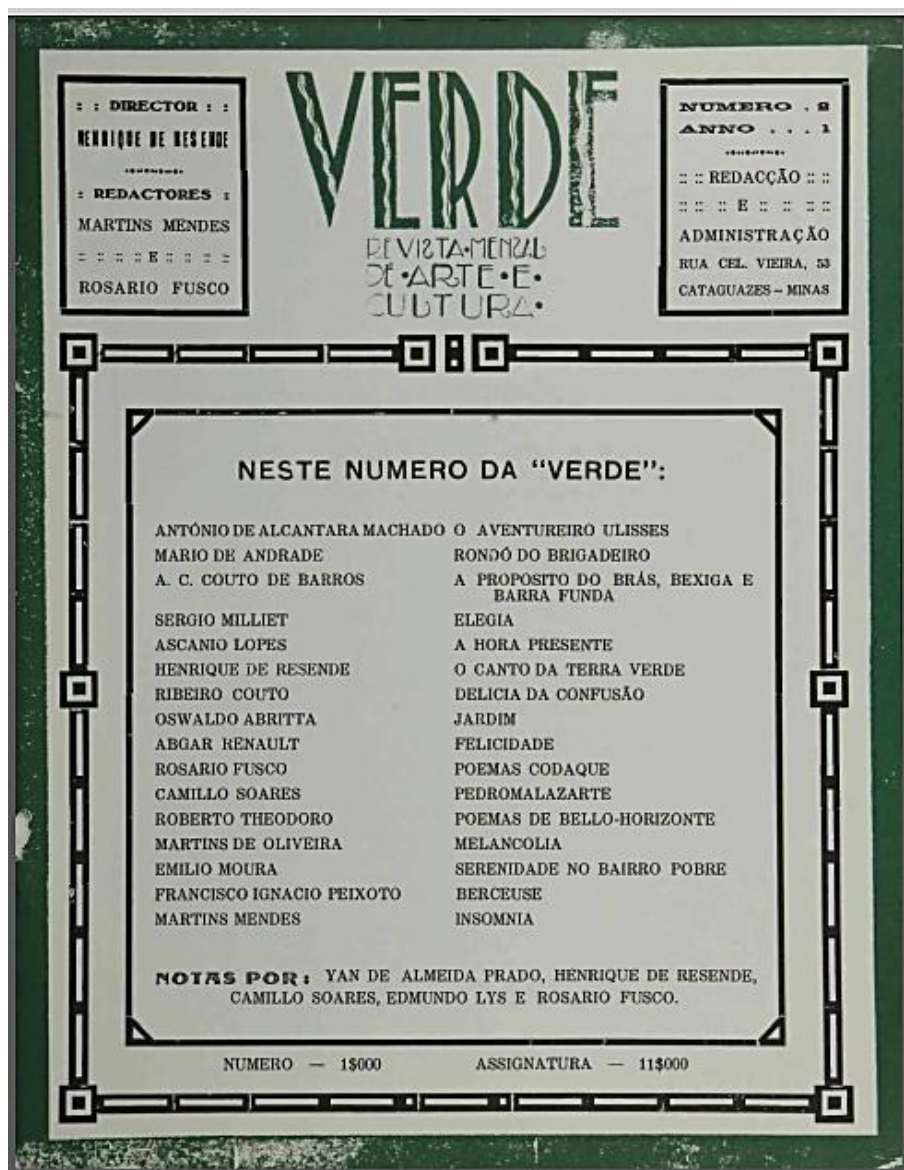 : : DIRECTOR : :
HENRIQUE DE RESENDE
: REDACTORES :
MARTINS MENDES
:: :: :: :: E :: :: :: ::
ROSARIO FUSCO
VERDE
REVISTA·MENSAL
DE·ARTE·E·
CULTURA·
NUMERO . 2
ANNO . . . 1
:: :: REDACÇÃO :: ::
:: :: :: E :: :: ::
ADMINISTRAÇÃO
RUA CEL. VIEIRA, 53
CATAGUAZES – MINAS
NESTE NUMERO DA “VERDE”:
ANTÓNIO DE ALCANTARA MACHADO O AVENTUREIRO ULISSES
MARIO DE ANDRADE RONDÓ DO BRIGADEIRO
A. C. COUTO DE BARROS A PROPOSITO DO BRÁS, BEXIGA E
BARRA FUNDA
SERGIO MILLIET ELEGIA
ASCANIO LOPES A HORA PRESENTE
HENRIQUE DE RESENDE O CANTO DA TERRA VERDE
RIBEIRO COUTO DELICIA DA CONFUSÃO
OSWALDO ABRITTA JARDIM
ABGAR RENAULT FELICIDADE
ROSARIO FUSCO POEMAS CODAQUE
CAMILLO SOARES PEDROMALAZARTE
ROBERTO THEODORO POEMAS DE BELLO-HORIZONTE
MARTINS DE OLIVEIRA MELANCOLIA
EMILIO MOURA SERENIDADE NO BAIRRO POBRE
FRANCISCO IGNACIO PEIXOTO BERCEUSE
MARTINS MENDES INSOMNIA
NOTAS POR: YAN DE ALMEIDA PRADO, HENRIQUE DE RESENDE,
CAMILLO SOARES, EDMUNDO LYS E ROSARIO FUSCO.
NUMERO — 1$000 ASSIGNATURA — 11$000